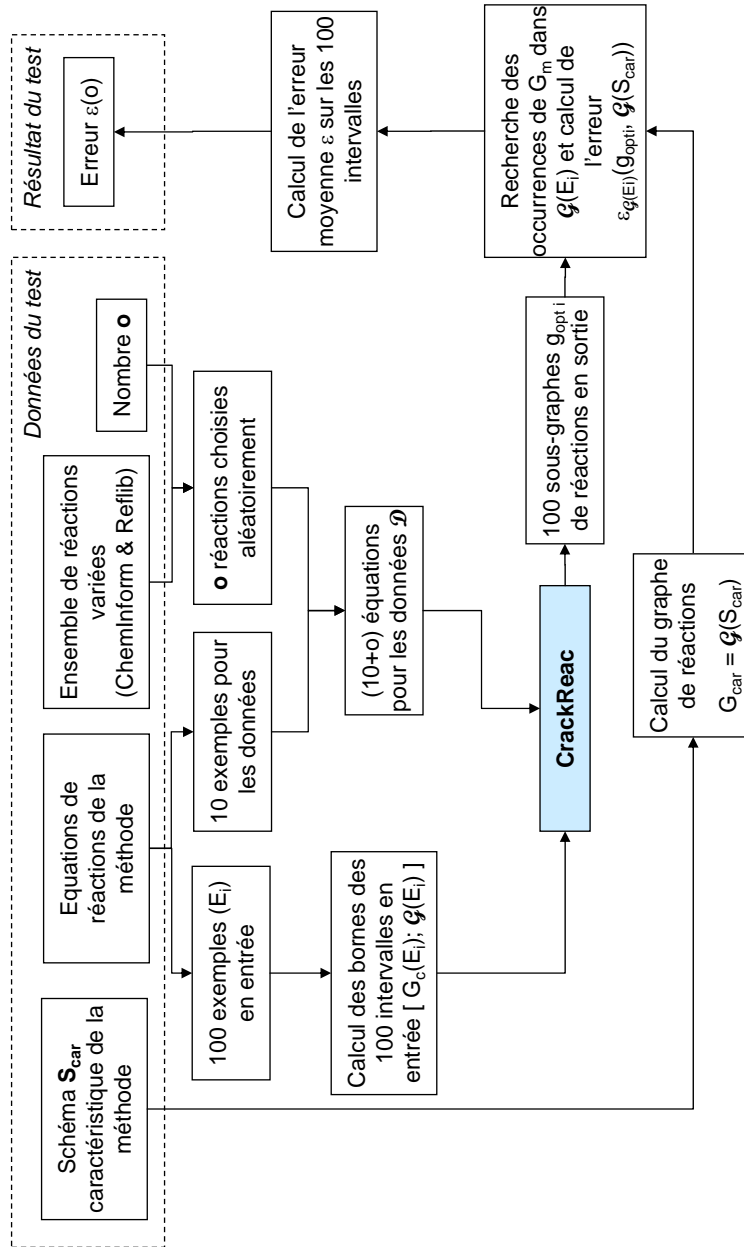 Données du test
Résultat du test
Schéma S_car
caractéristique de la
méthode
Equations de
réactions de la
méthode
Ensemble de réactions
variées
(ChemInform & Reflib)
Nombre o
Erreur ε(o)
100 exemples (E_i)
en entrée
10 exemples pour
les données
o réactions choisies
aléatoirement
Calcul de l'erreur
moyenne ε sur les 100
intervalles
Calcul des bornes des
100 intervalles en
entrée [ G_c(E_i); 𝒢(E_i) ]
(10+o) équations
pour les données 𝒟
CrackReac
100 sous-graphes g_opt i
de réactions en sortie
Recherche des
occurrences de G_m dans
𝒢(E_i) et calcul de
l'erreur
ε_𝒢(Ei)(g_opti, 𝒢(S_car))
Calcul du graphe
de réactions
G_car = 𝒢(S_car)